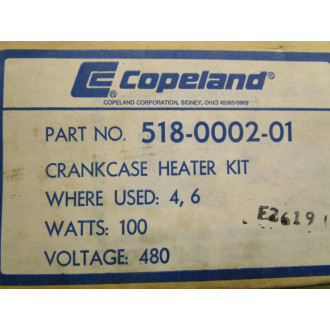 Copeland®
®
COPELAND CORPORATION, SIDNEY, OHIO 45365-0669
PART NO. 518-0002-01
CRANKCASE HEATER KIT
WHERE USED: 4, 6
WATTS: 100
E2619
VOLTAGE: 480